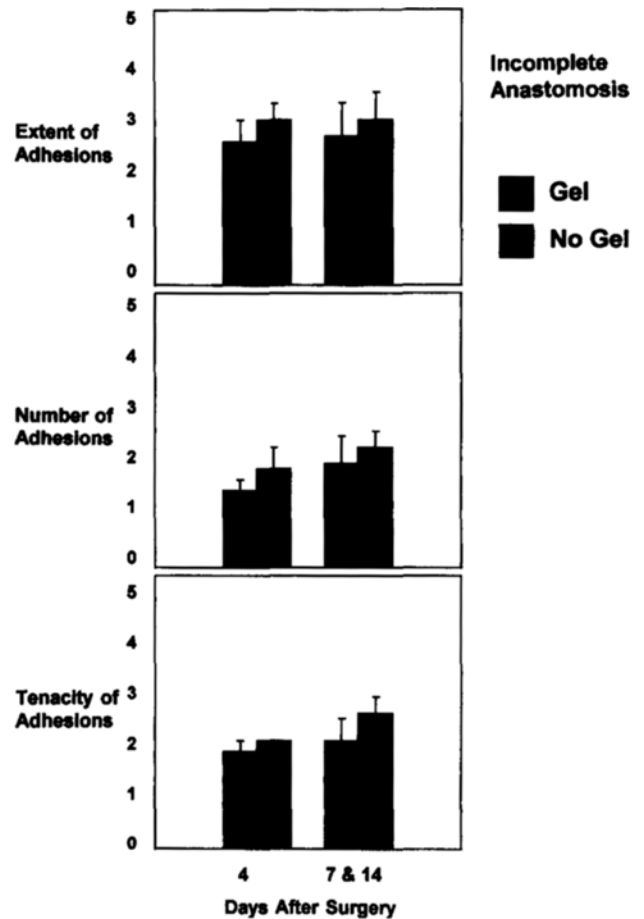 5
4
3
2
1
0
Extent of
Adhesions
Incomplete
Anastomosis
Gel
No Gel
5
4
3
2
1
0
Number of
Adhesions
5
4
3
2
1
0
Tenacity of
Adhesions
4 7 & 14
Days After Surgery